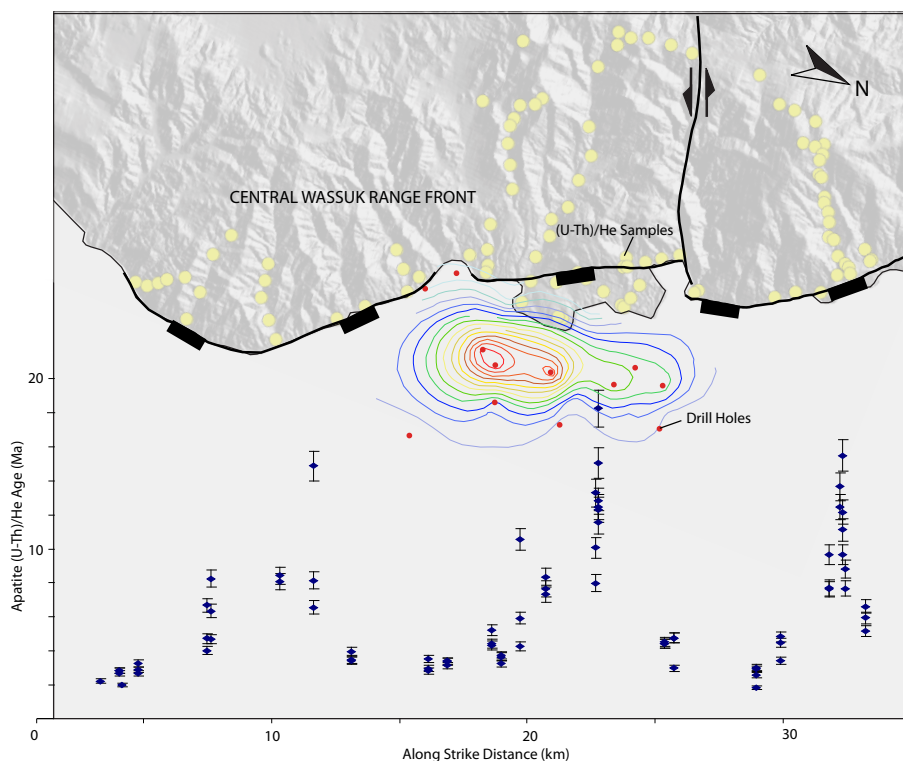 N
CENTRAL WASSUK RANGE FRONT
(U-Th)/He Samples
20
Drill Holes
Apatite (U-Th)/He Age (Ma)
10
0
10
20
30
Along Strike Distance (km)